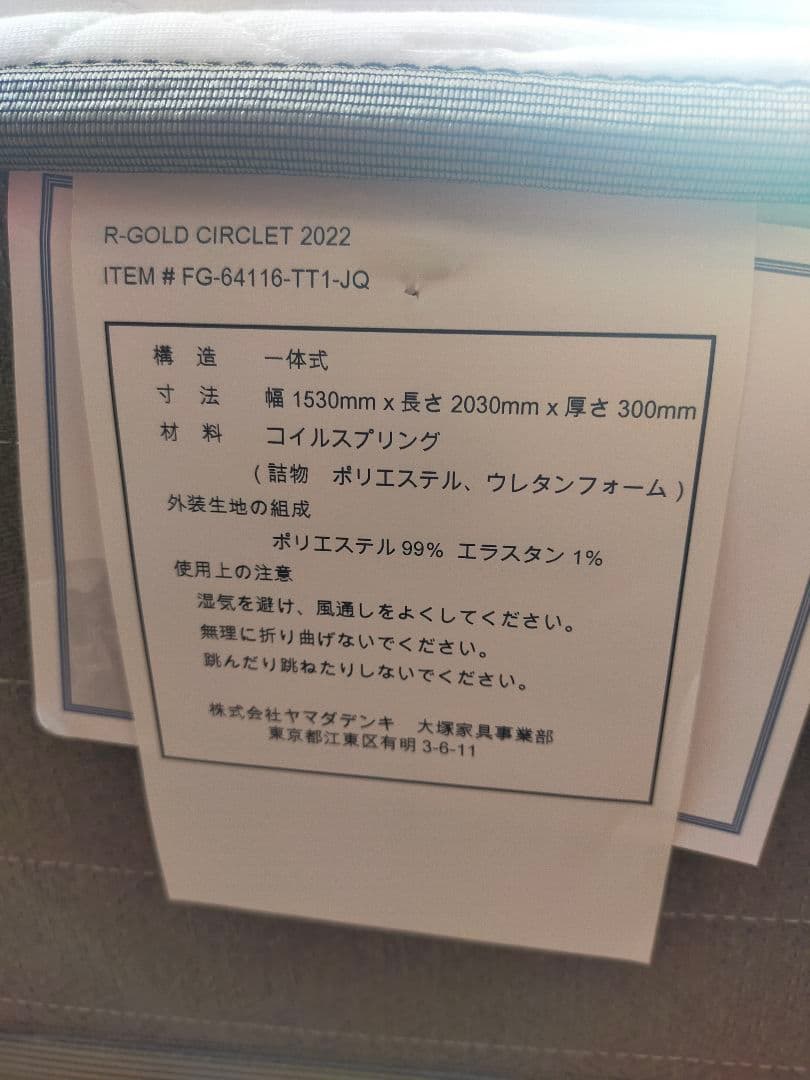 R-GOLD CIRCLET 2022
ITEM # FG-64116-TT1-JQ
構 造 一体式
寸 法 幅 1530mm x 長さ 2030mm x 厚さ 300mm
材 料 コイルスプリング
( 詰物 ポリエステル、ウレタンフォーム )
外装生地の組成
ポリエステル 99% エラスタン 1%
使用上の注意
湿気を避け、風通しをよくしてください。
無理に折り曲げないでください。
跳んだり跳ねたりしないでください。
株式会社ヤマダデンキ 大塚家具事業部
東京都江東区有明 3-6-11